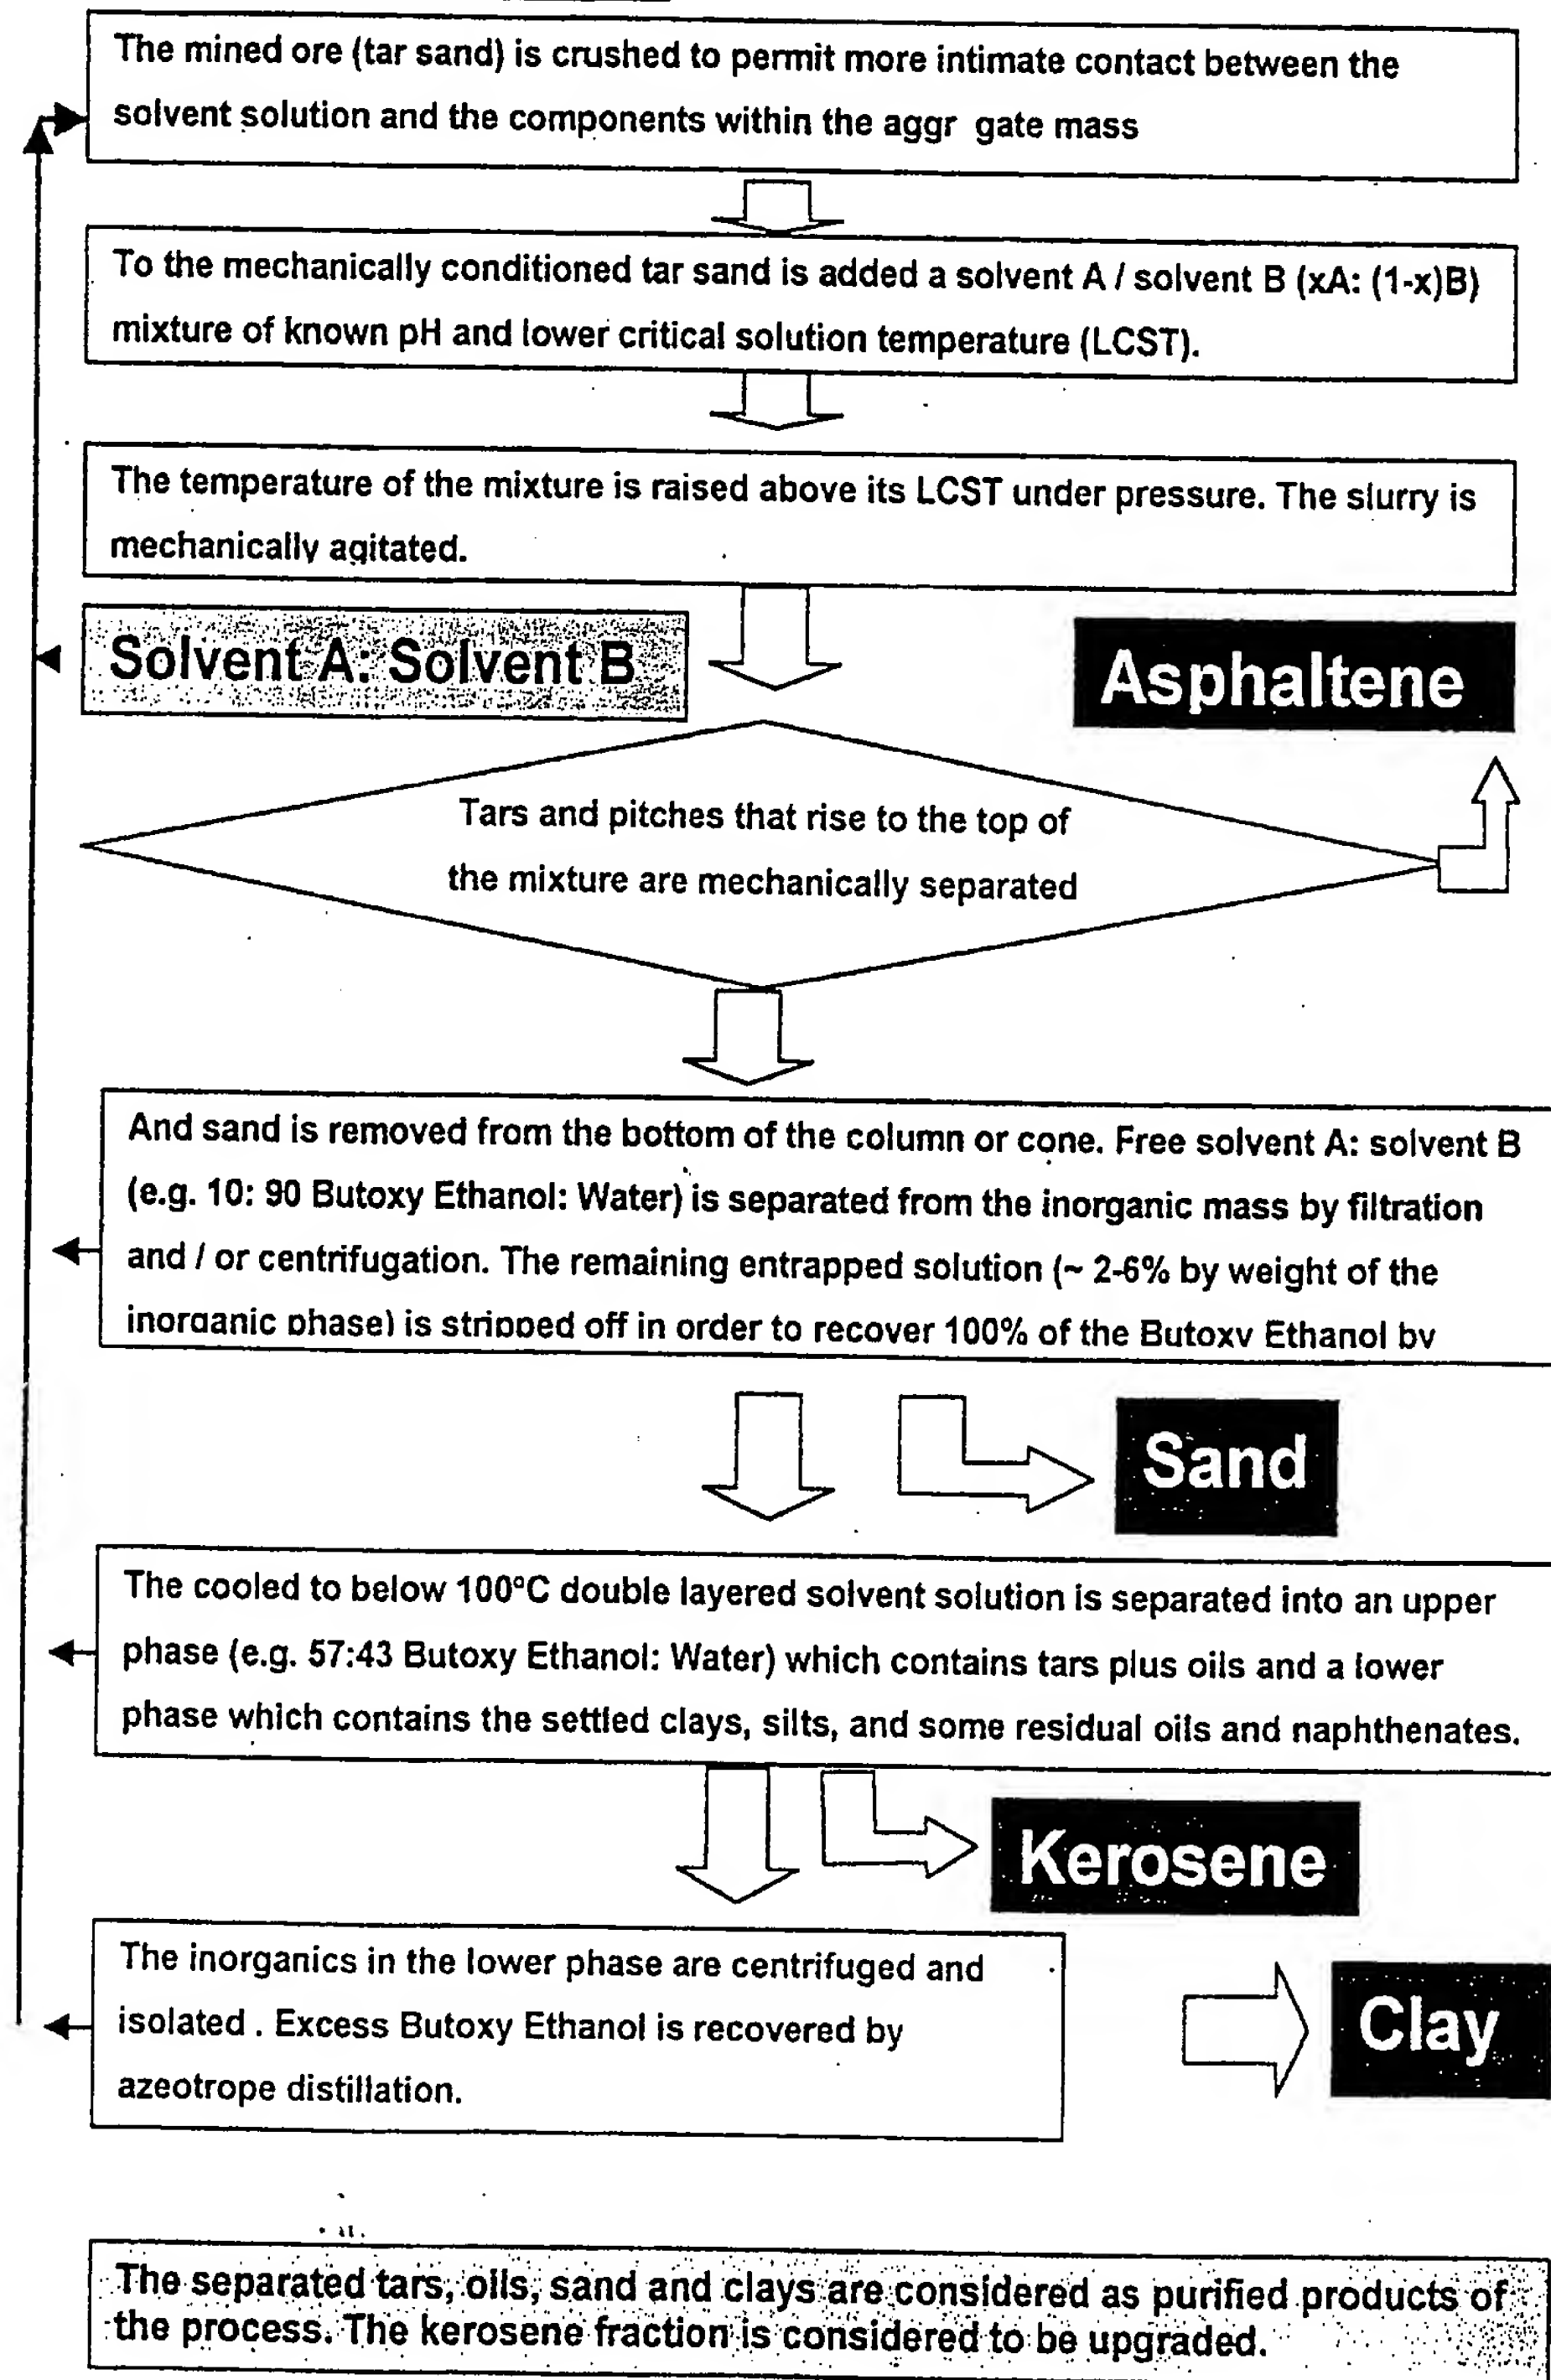 The mined ore (tar sand) is crushed to permit more intimate contact between the
solvent solution and the components within the aggr gate mass
To the mechanically conditioned tar sand is added a solvent A / solvent B (xA: (1-x)B)
mixture of known pH and lower critical solution temperature (LCST).
The temperature of the mixture is raised above its LCST under pressure. The slurry is
mechanically agitated.
Solvent A: Solvent B
Asphaltene
Tars and pitches that rise to the top of
the mixture are mechanically separated
And sand is removed from the bottom of the column or cone. Free solvent A: solvent B
(e.g. 10: 90 Butoxy Ethanol: Water) is separated from the inorganic mass by filtration
and / or centrifugation. The remaining entrapped solution (~ 2-6% by weight of the
inorganic phase) is stripped off in order to recover 100% of the Butoxy Ethanol by
Sand
The cooled to below 100ºC double layered solvent solution is separated into an upper
phase (e.g. 57:43 Butoxy Ethanol: Water) which contains tars plus oils and a lower
phase which contains the settled clays, silts, and some residual oils and naphthenates.
Kerosene
The inorganics in the lower phase are centrifuged and
isolated . Excess Butoxy Ethanol is recovered by
azeotrope distillation.
Clay
The separated tars, oils, sand and clays are considered as purified products of
the process. The kerosene fraction is considered to be upgraded.